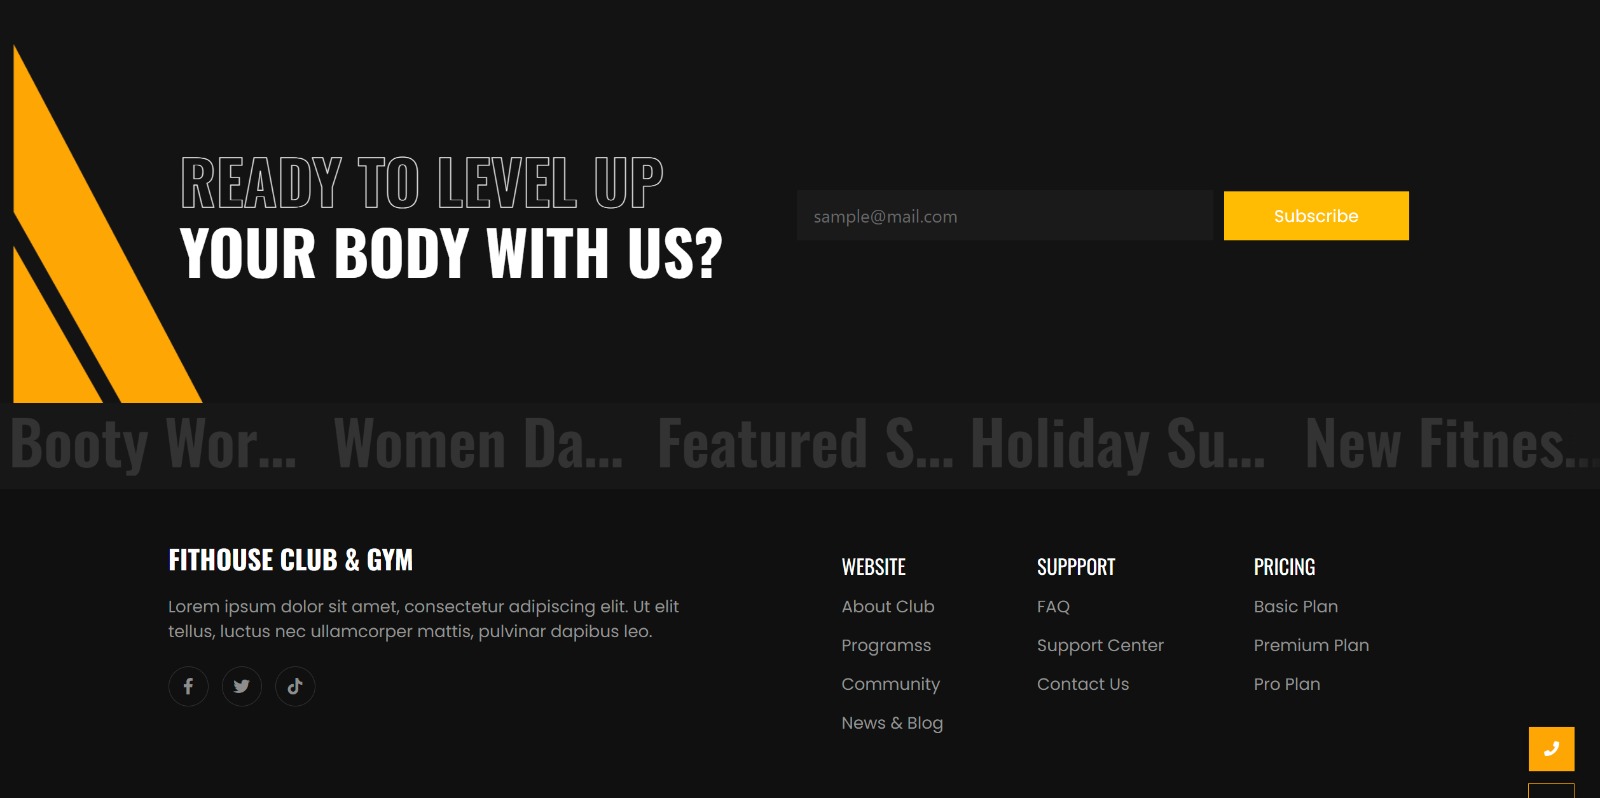 READY TO LEVEL UP
YOUR BODY WITH US?
sample@mail.com
Subscribe
Booty Wor... Women Da... Featured S... Holiday Su... New Fitnes...
FITHOUSE CLUB & GYM
Lorem ipsum dolor sit amet, consectetur adipiscing elit. Ut elit
tellus, luctus nec ullamcorper mattis, pulvinar dapibus leo.
WEBSITE
About Club
Programss
Community
News & Blog
SUPPPORT
FAQ
Support Center
Contact Us
PRICING
Basic Plan
Premium Plan
Pro Plan